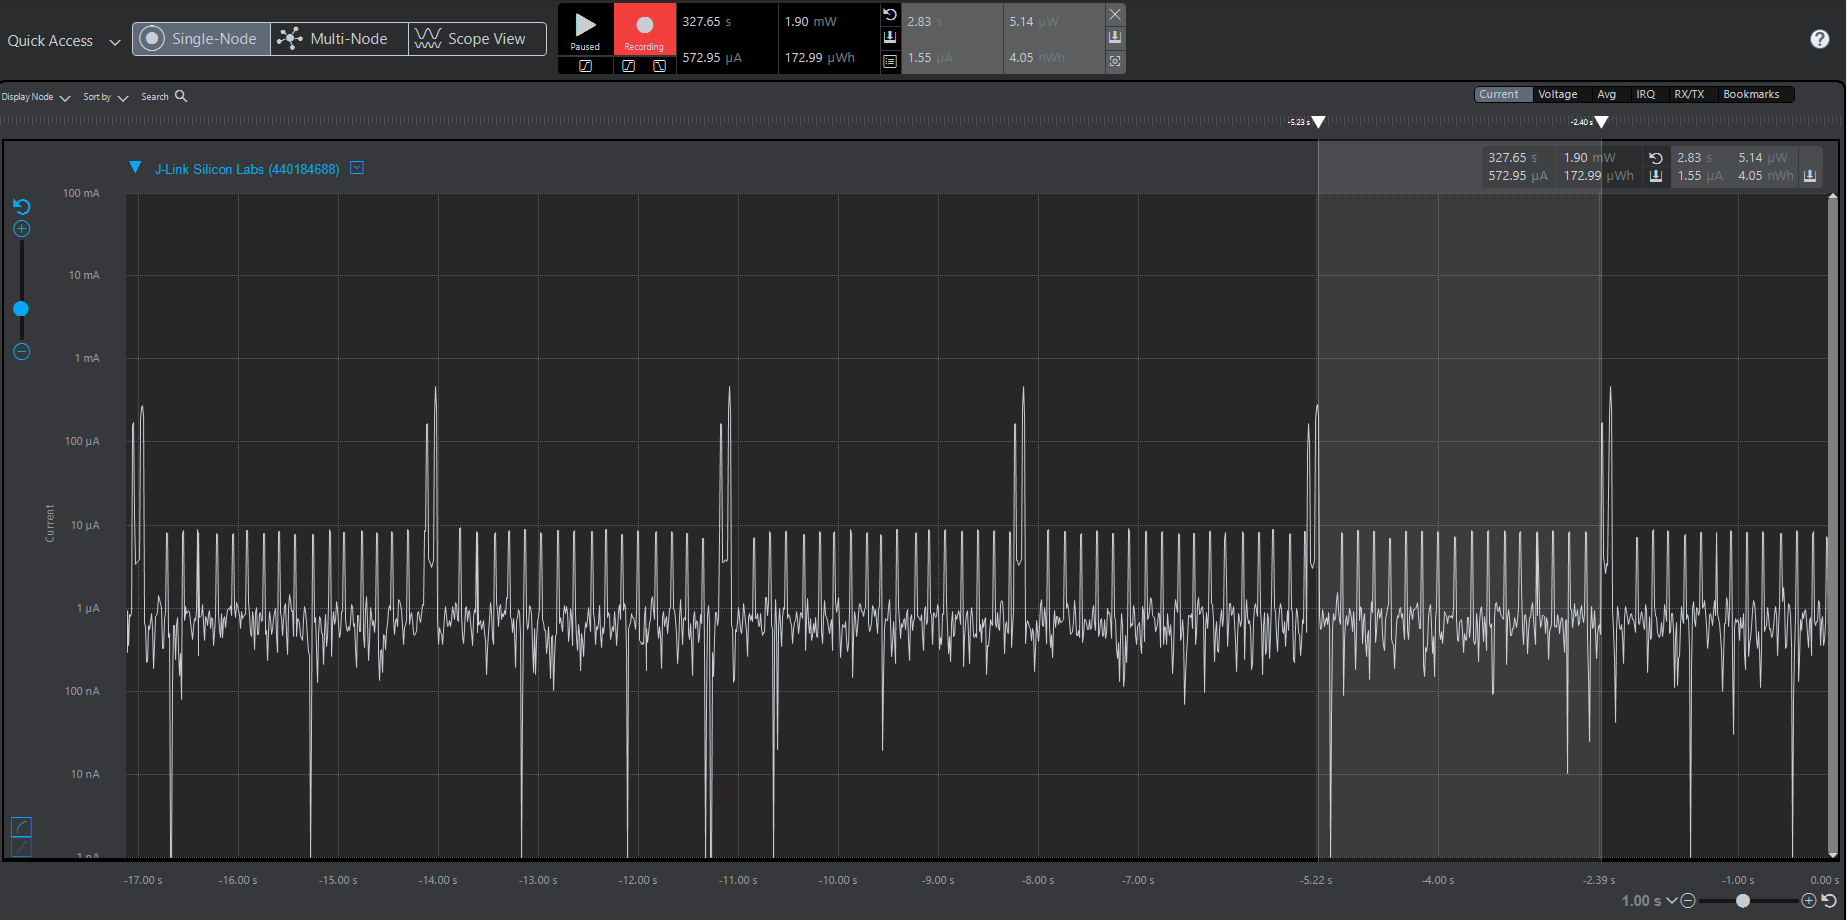 Quick Access
Single-Node
Multi-Node
Scope View
Paused
Recording
327.65 s
1.90 mW
572.95 µA
172.99 µWh
2.83 s
5.14 µW
1.55 µA
4.05 nWh
?
Display Node
Sort by
Search
Current
Voltage
Avg
IRQ
RX/TX
Bookmarks
-5.23 s
-2.40 s
J-Link Silicon Labs (440184688)
327.65 s
1.90 mW
2.83 s
5.14 µW
572.95 µA
172.99 µWh
1.55 µA
4.05 nWh
100 mA
10 mA
1 mA
100 µA
10 µA
1 µA
100 nA
10 nA
1 nA
Current
-17.00 s
-16.00 s
-15.00 s
-14.00 s
-13.00 s
-12.00 s
-11.00 s
-10.00 s
-9.00 s
-8.00 s
-7.00 s
-5.22 s
-4.00 s
-2.39 s
-1.00 s
0.00 s
1.00 s